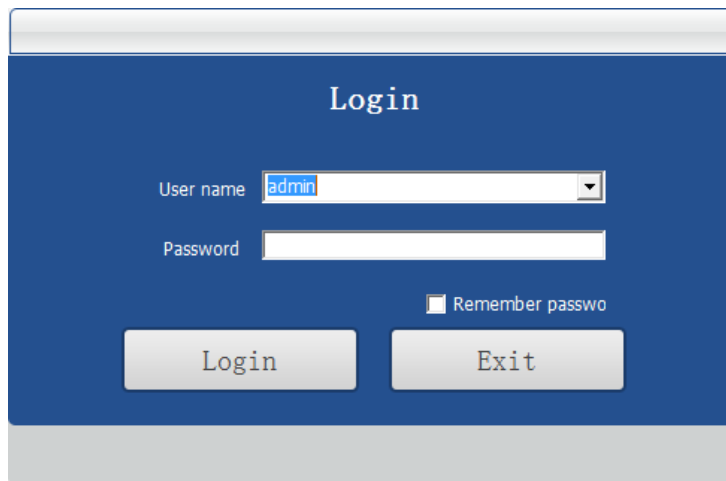 Login
User name admin
Password
Remember passwo
Login Exit